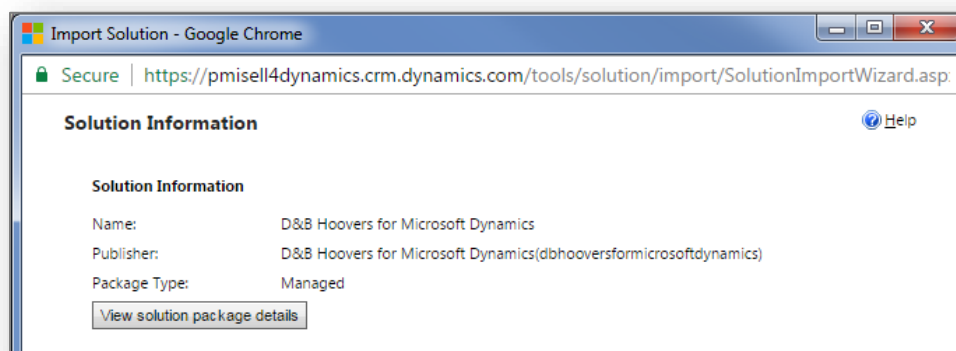 Import Solution - Google Chrome
Secure | https://pmisell4dynamics.crm.dynamics.com/tools/solution/import/SolutionImportWizard.asp
Solution Information
Help
Solution Information
Name: D&B Hoovers for Microsoft Dynamics
Publisher: D&B Hoovers for Microsoft Dynamics(dbhooversformicrosoftdynamics)
Package Type: Managed
View solution package details